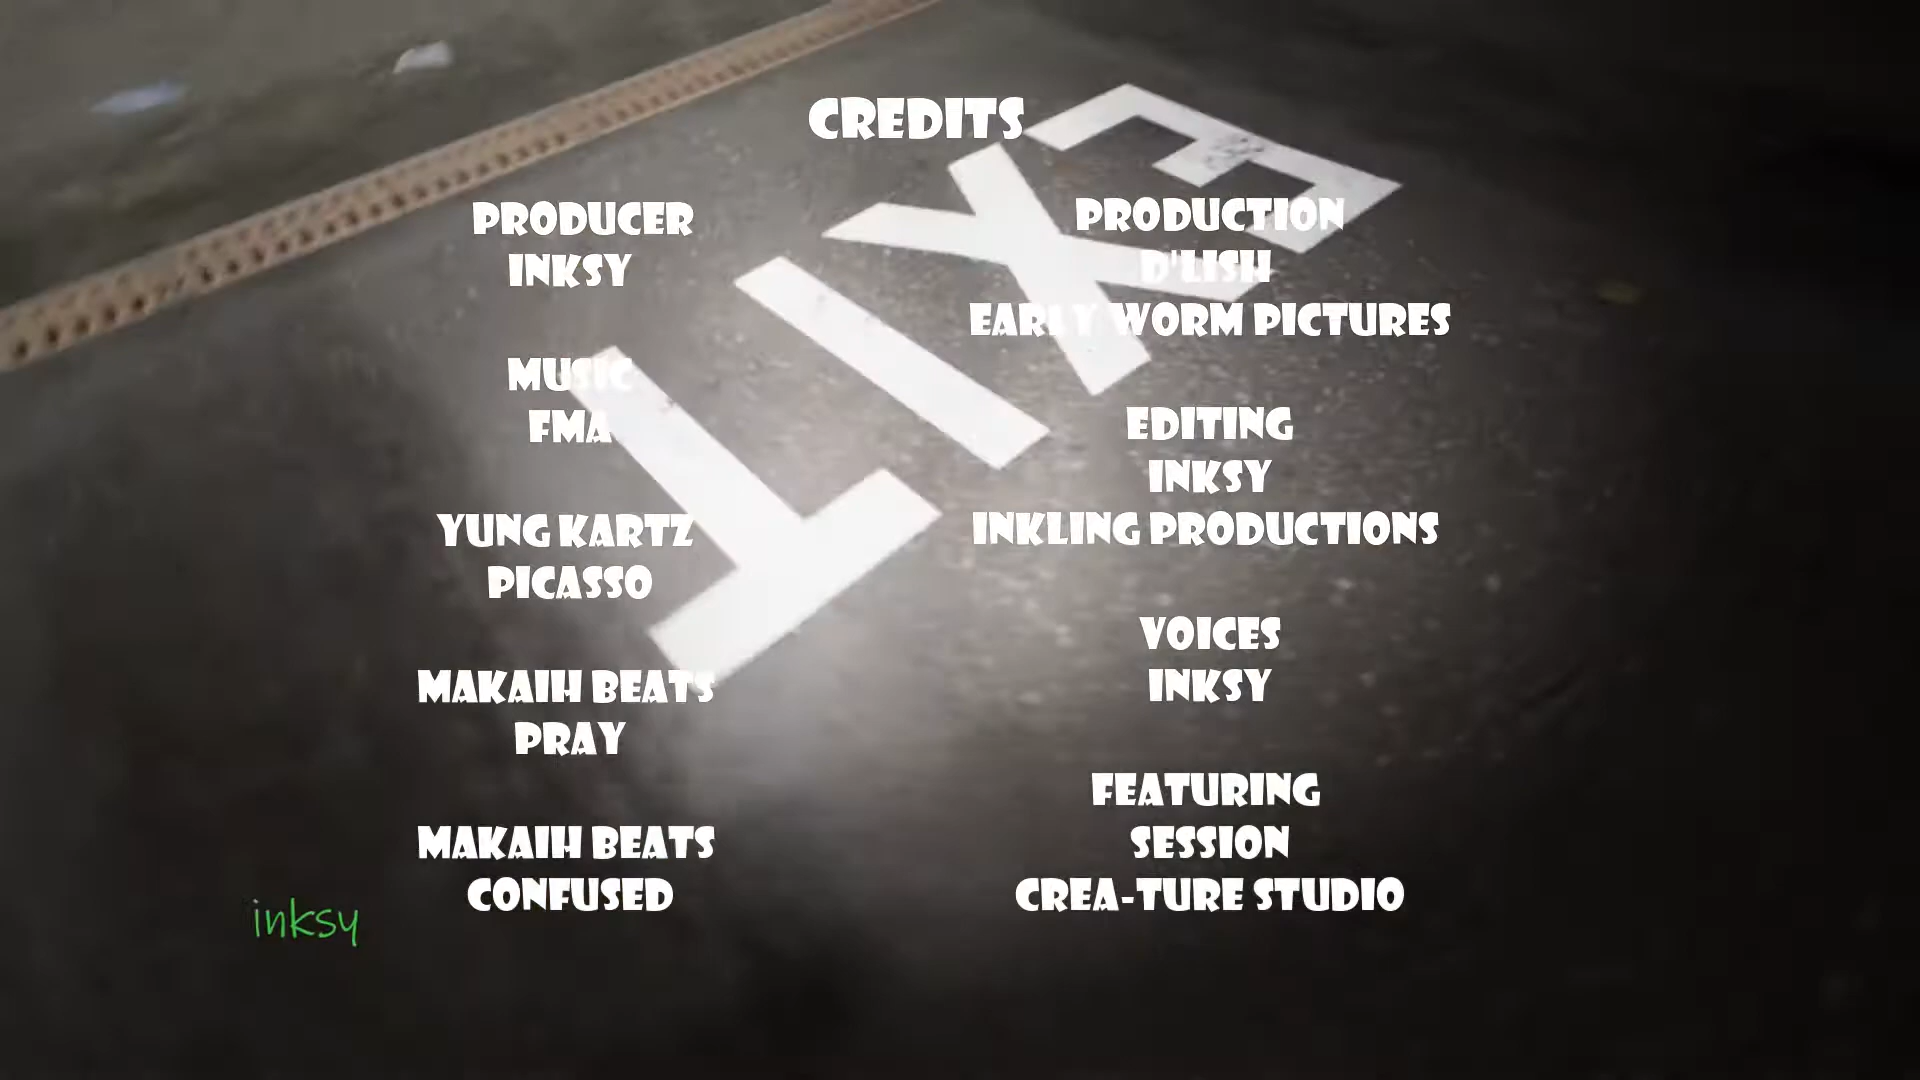 CREDITS
PRODUCER
INKSY
MUSIC
FMA
YUNG KARTZ
PICASSO
MAKAIH BEATS
PRAY
MAKAIH BEATS
CONFUSED
PRODUCTION
D'LISH
EARLY WORM PICTURES
EDITING
INKSY
INKLING PRODUCTIONS
VOICES
INKSY
FEATURING
SESSION
CREA-TURE STUDIO
EXIT
inksy